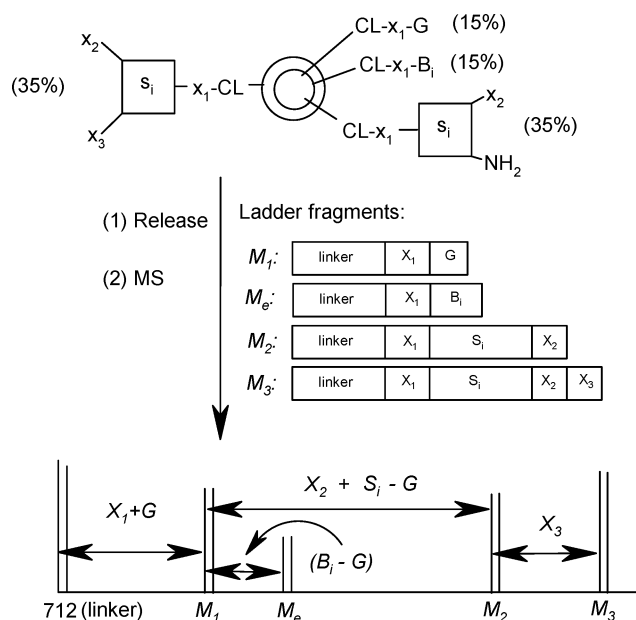 CL-x₁-G (15%)
x₂
CL-x₁-Bᵢ (15%)
(35%) sᵢ x₁-CL
x₂
CL-x₁ sᵢ (35%)
x₃
NH₂
(1) Release
Ladder fragments:
(2) MS
M₁: linker X₁ G
Mₑ: linker X₁ Bᵢ
M₂: linker X₁ Sᵢ X₂
M₃: linker X₁ Sᵢ X₂ X₃
X₂ + Sᵢ - G
X₁+G
X₃
(Bᵢ - G)
712 (linker) M₁ Mₑ M₂ M₃